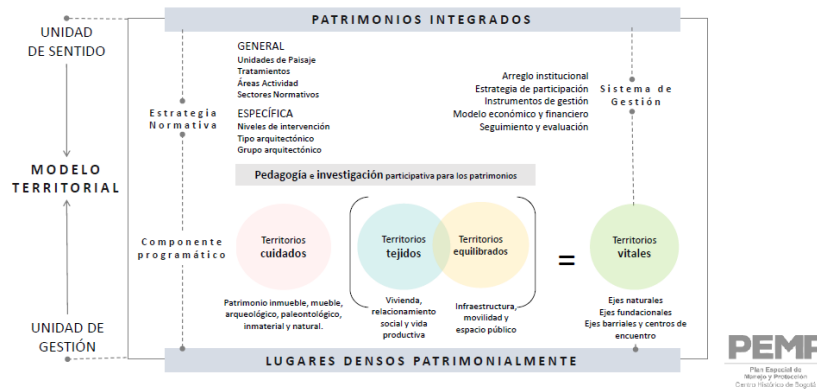 PATRIMONIOS INTEGRADOS
UNIDAD
DE SENTIDO
MODELO
TERRITORIAL
UNIDAD DE
GESTIÓN
Estrategia
Normativa
GENERAL
Unidades de Paisaje
Tratamientos
Áreas Actividad
Sectores Normativos
ESPECÍFICA
Niveles de intervención
Tipo arquitectónico
Grupo arquitectónico
Arreglo institucional
Estrategia de participación
Instrumentos de gestión
Modelo económico y financiero
Seguimiento y evaluación
Sistema de
Gestión
Pedagogía e investigación participativa para los patrimonios
Componente
programático
Territorios
cuidados
Territorios
tejidos
Territorios
equilibrados
=
Territorios
vitales
Patrimonio inmueble, mueble,
arqueológico, paleontológico,
inmaterial y natural.
Vivienda,
relacionamiento
social y vida
productiva
Infraestructura,
movilidad y
espacio público
Ejes naturales
Ejes fundacionales
Ejes barriales y centros de
encuentro
LUGARES DENSOS PATRIMONIALMENTE
PEMP
Plan Especial de
Manejo y Protección
Centro Histórico de Bogotá